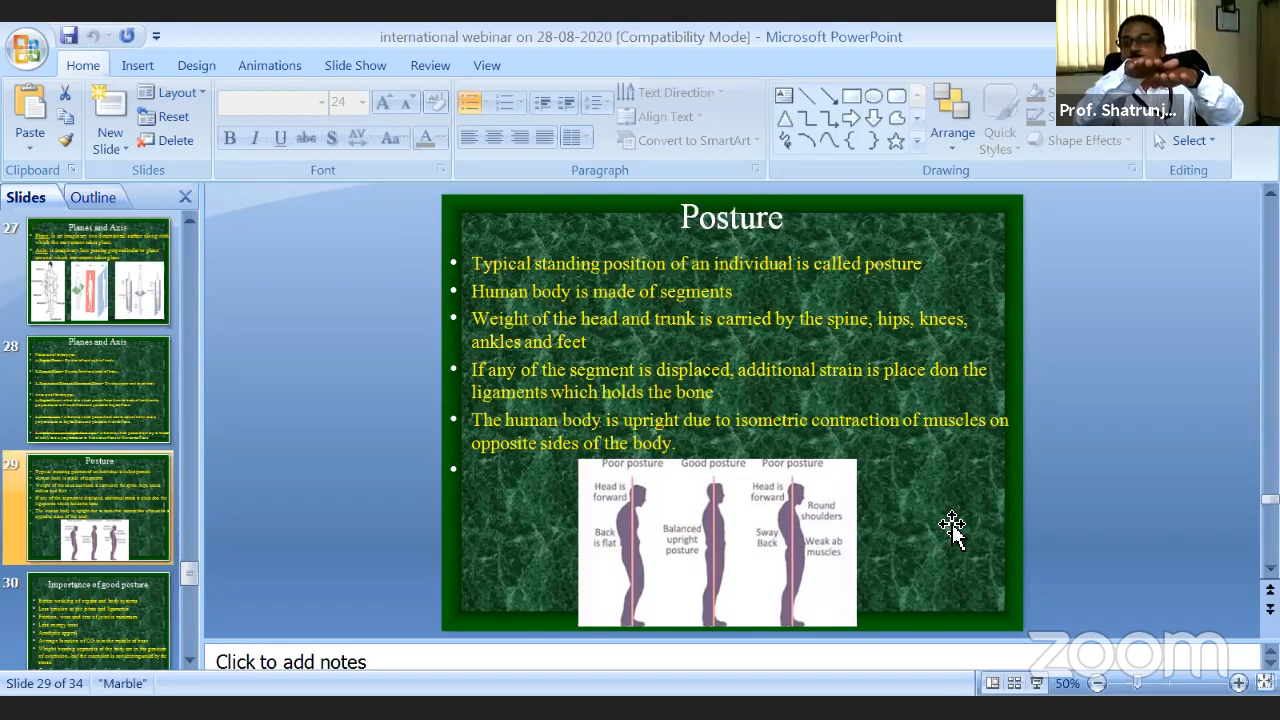 international webinar on 28-08-2020 [Compatibility Mode] - Microsoft PowerPoint
Home Insert Design Animations Slide Show Review View
Paste
Clipboard
New Slide
Layout
Reset
Delete
Slides
24
B I U abc S AV Aa A
Font
Text Direction
Align Text
Convert to SmartArt
Paragraph
Arrange
Quick Styles
Shape Effects
Drawing
Select
Editing
Prof. Shatrunj...
Slides Outline
27
Planes and Axis
28
Planes and Axis
29
Posture
30
Importance of good posture
Posture
• Typical standing position of an individual is called posture
• Human body is made of segments
• Weight of the head and trunk is carried by the spine, hips, knees,
ankles and feet
• If any of the segment is displaced, additional strain is place don the
ligaments which holds the bone
• The human body is upright due to isometric contraction of muscles on
opposite sides of the body.
Poor posture Good posture Poor posture
Head is forward
Back is flat
Balanced upright posture
Head is forward
Round shoulders
Sway Back
Weak ab muscles
Click to add notes
zoom
Slide 29 of 34 "Marble" 50%